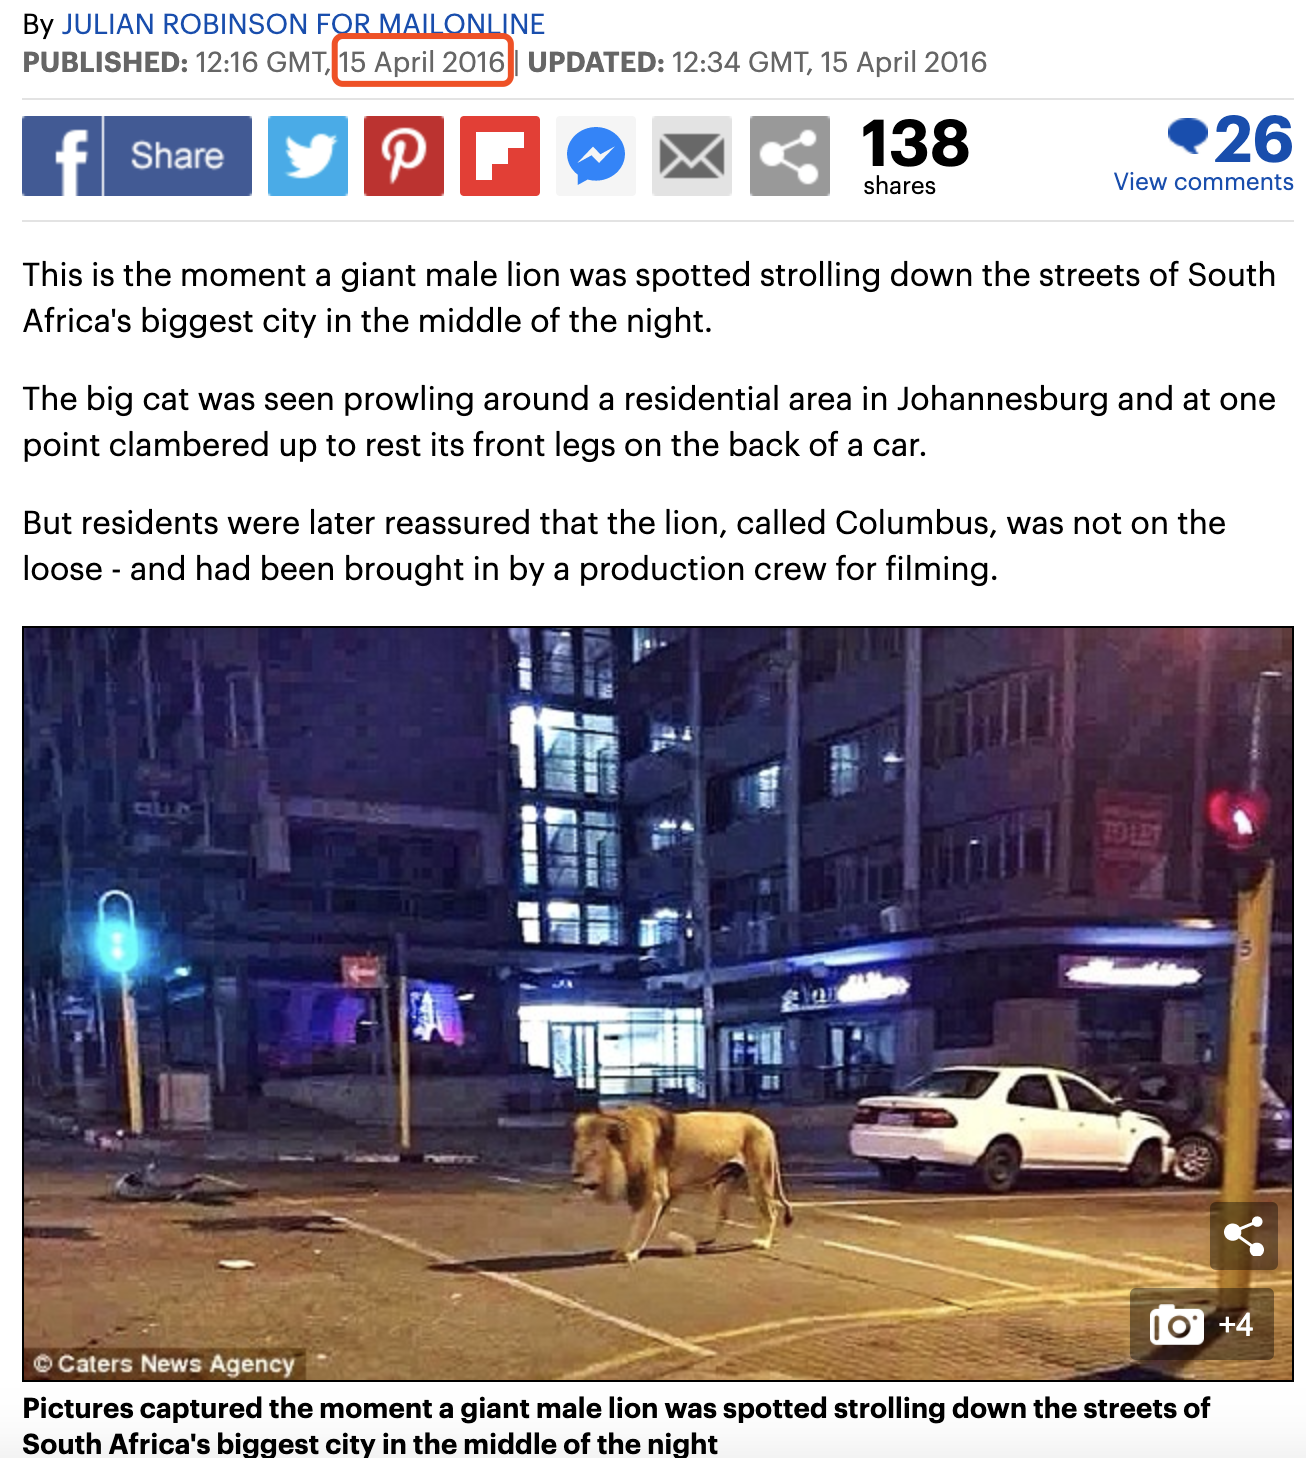 By JULIAN ROBINSON FOR MAILONLINE
PUBLISHED: 12:16 GMT, 15 April 2016 | UPDATED: 12:34 GMT, 15 April 2016
f Share
138
shares
26
View comments
This is the moment a giant male lion was spotted strolling down the streets of South
Africa's biggest city in the middle of the night.
The big cat was seen prowling around a residential area in Johannesburg and at one
point clambered up to rest its front legs on the back of a car.
But residents were later reassured that the lion, called Columbus, was not on the
loose - and had been brought in by a production crew for filming.
+4
© Caters News Agency
Pictures captured the moment a giant male lion was spotted strolling down the streets of
South Africa's biggest city in the middle of the night